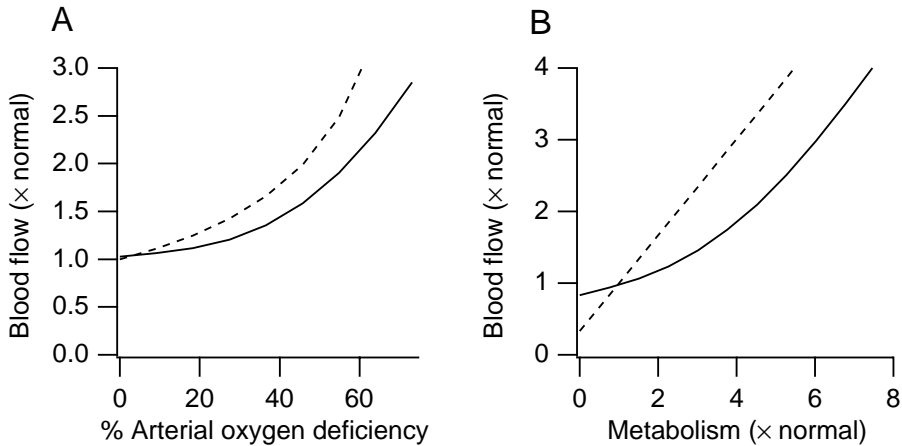 A
3.0
2.5
2.0
1.5
1.0
0.5
0.0
Blood flow (× normal)
0 20 40 60
% Arterial oxygen deficiency
B
4
3
2
1
0
Blood flow (× normal)
0 2 4 6 8
Metabolism (× normal)